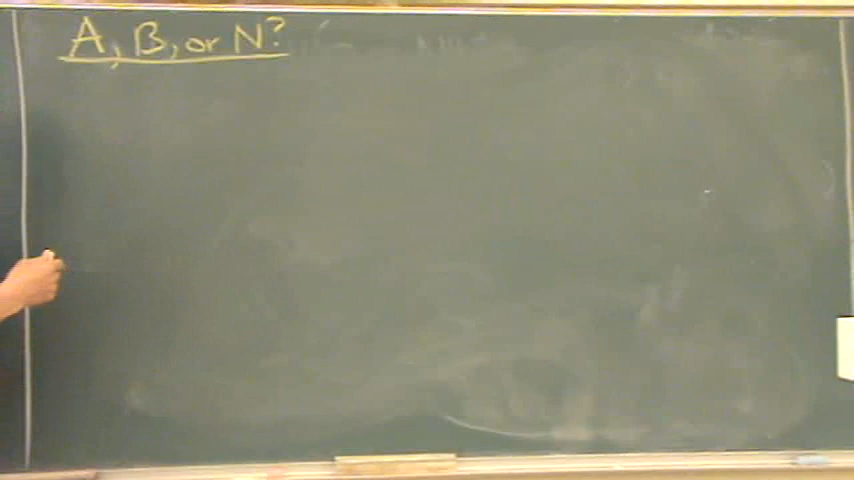 A, B, or N?